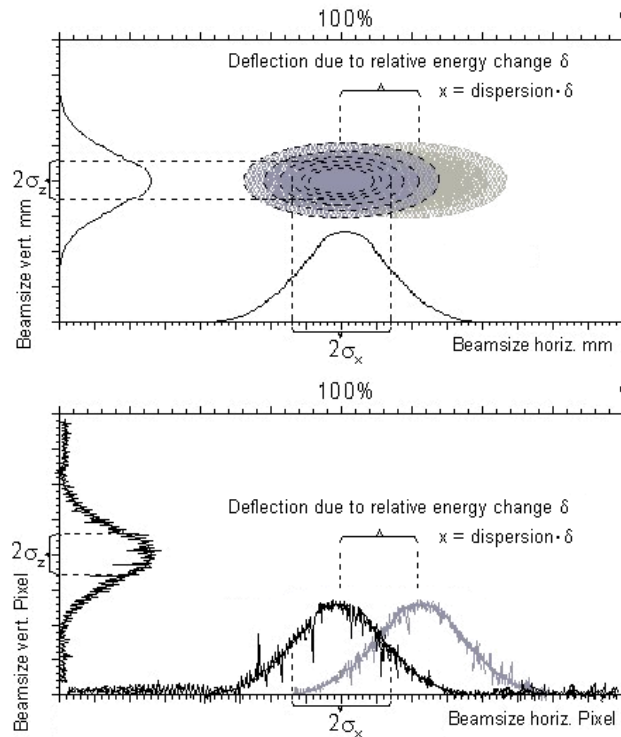 100%
Deflection due to relative energy change δ
x = dispersion·δ
2σz
Beamsize vert. mm
2σx
Beamsize horiz. mm
100%
Deflection due to relative energy change δ
x = dispersion·δ
2σz
Beamsize vert. Pixel
2σx
Beamsize horiz. Pixel